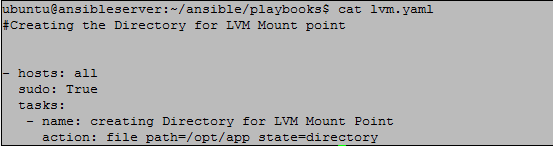 ubuntu@ansibleserver:~/ansible/playbooks$ cat lvm.yaml
#Creating the Directory for LVM Mount point
- hosts: all
  sudo: True
  tasks:
   - name: creating Directory for LVM Mount Point
     action: file path=/opt/app state=directory